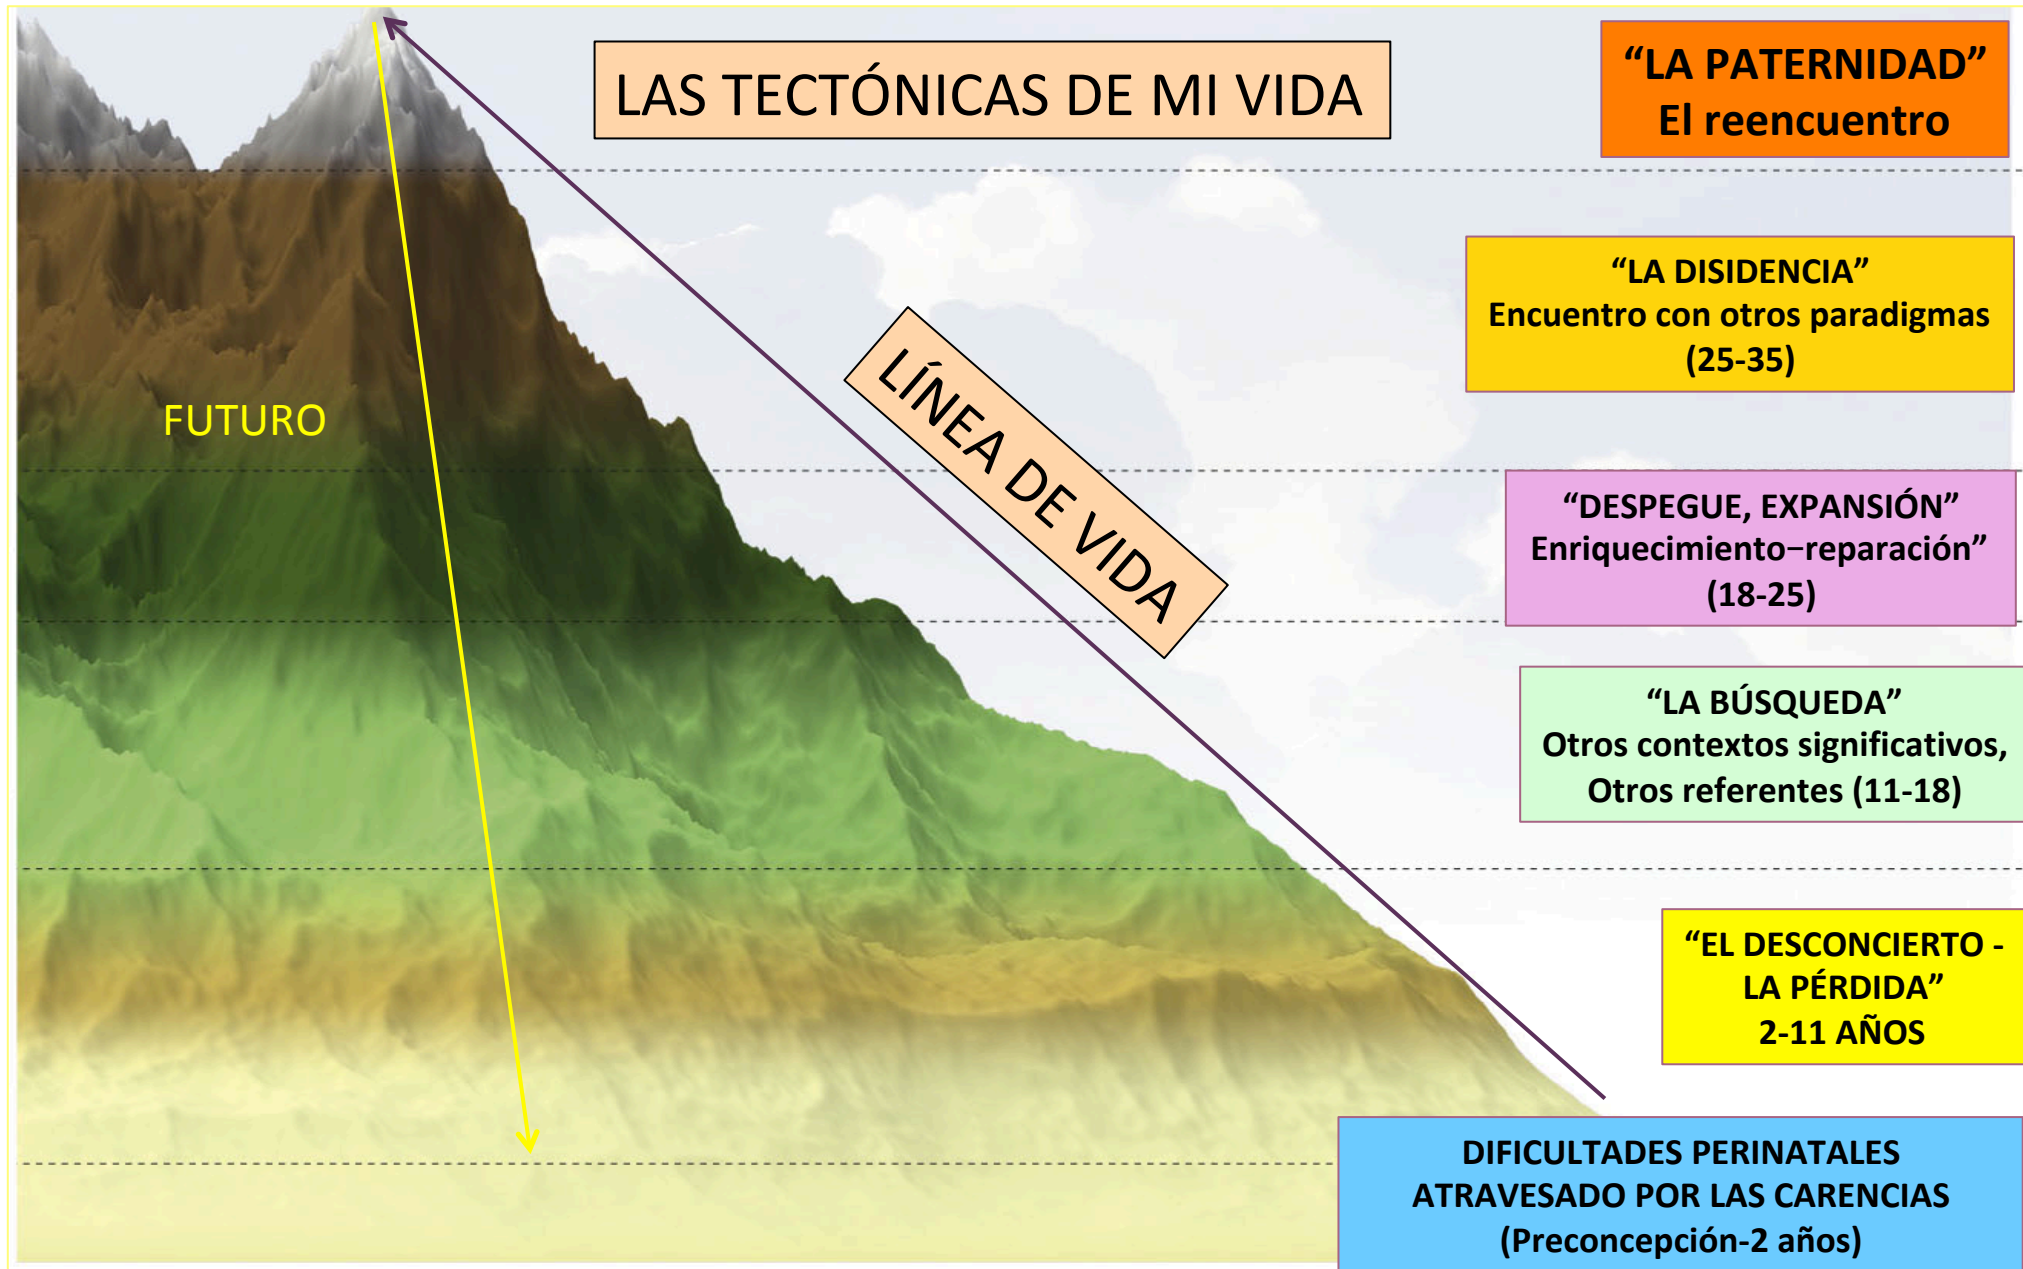 LAS TECTÓNICAS DE MI VIDA
“LA PATERNIDAD”
El reencuentro
“LA DISIDENCIA”
Encuentro con otros paradigmas
(25-35)
LÍNEA DE VIDA
FUTURO
“DESPEGUE, EXPANSIÓN”
Enriquecimiento–reparación”
(18-25)
“LA BÚSQUEDA”
Otros contextos significativos,
Otros referentes (11-18)
“EL DESCONCIERTO -
LA PÉRDIDA”
2-11 AÑOS
DIFICULTADES PERINATALES
ATRAVESADO POR LAS CARENCIAS
(Preconcepción-2 años)